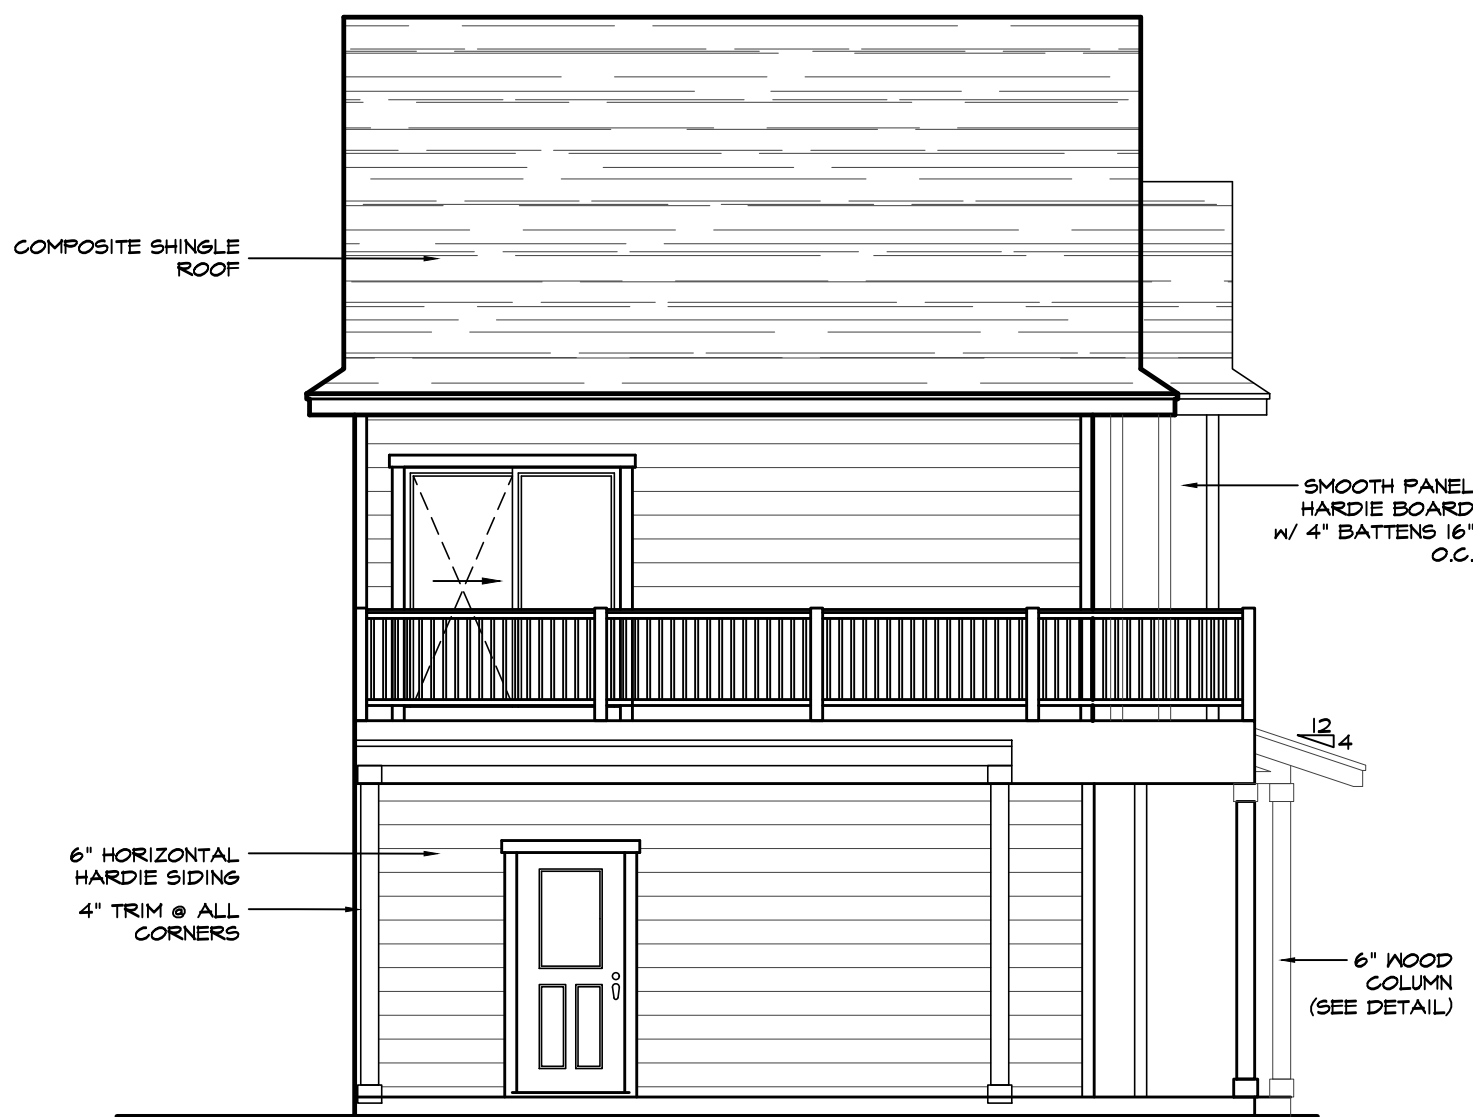 COMPOSITE SHINGLE
ROOF
SMOOTH PANEL
HARDIE BOARD
w/ 4" BATTENS 16"
O.C.
12
4
6" HORIZONTAL
HARDIE SIDING
4" TRIM @ ALL
CORNERS
6" WOOD
COLUMN
(SEE DETAIL)